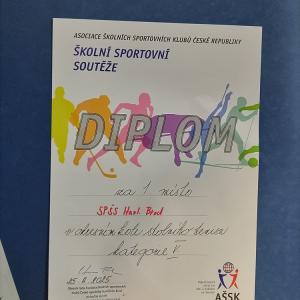 ASOCIACE ŠKOLNÍCH SPORTOVNÍCH KLUBŮ ČESKÉ REPUBLIKY
ŠKOLNÍ SPORTOVNÍ
SOUTĚŽE
DIPLOM
za 1. místo
SPŠS Havl. Brod
v okresním kole stolního tenisu
kategorie V
AŠSK